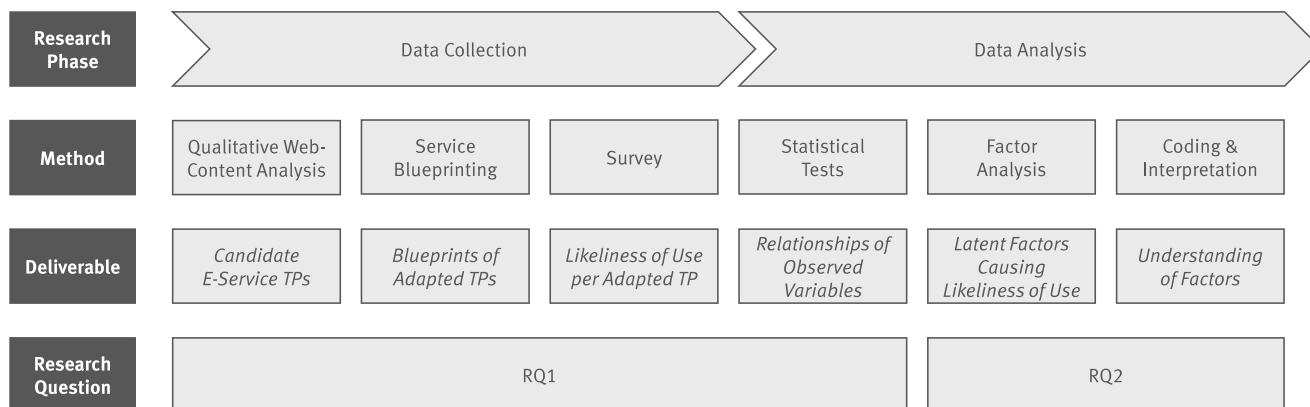 Research
Phase
Data Collection
Data Analysis
Method
Qualitative Web-
Content Analysis
Service
Blueprinting
Survey
Statistical
Tests
Factor
Analysis
Coding &
Interpretation
Deliverable
Candidate
E-Service TPs
Blueprints of
Adapted TPs
Likeliness of Use
per Adapted TP
Relationships of
Observed
Variables
Latent Factors
Causing
Likeliness of Use
Understanding
of Factors
Research
Question
RQ1
RQ2